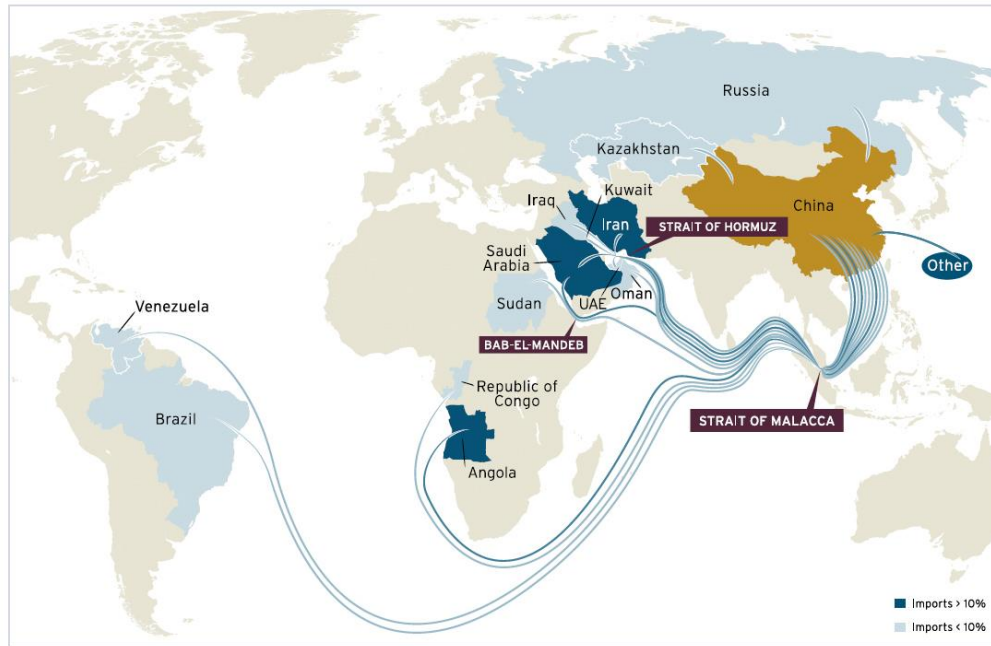 Russia
Kazakhstan
China
Kuwait
Iraq
Iran
STRAIT OF HORMUZ
Saudi
Arabia
Other
Venezuela
Sudan
UAE
Oman
BAB-EL-MANDEB
Republic of
Congo
Brazil
STRAIT OF MALACCA
Angola
Imports > 10%
Imports < 10%